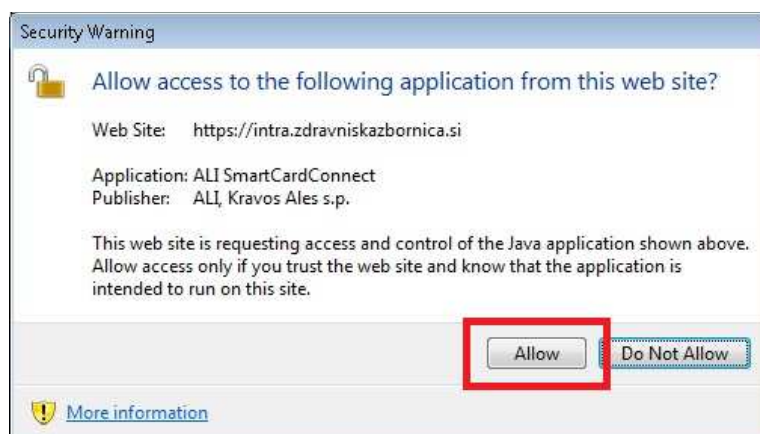 Security Warning
Allow access to the following application from this web site?
Web Site: https://intra.zdravniskazbornica.si
Application: ALI SmartCardConnect
Publisher: ALI, Kravos Ales s.p.
This web site is requesting access and control of the Java application shown above.
Allow access only if you trust the web site and know that the application is
intended to run on this site.
Allow Do Not Allow
More information